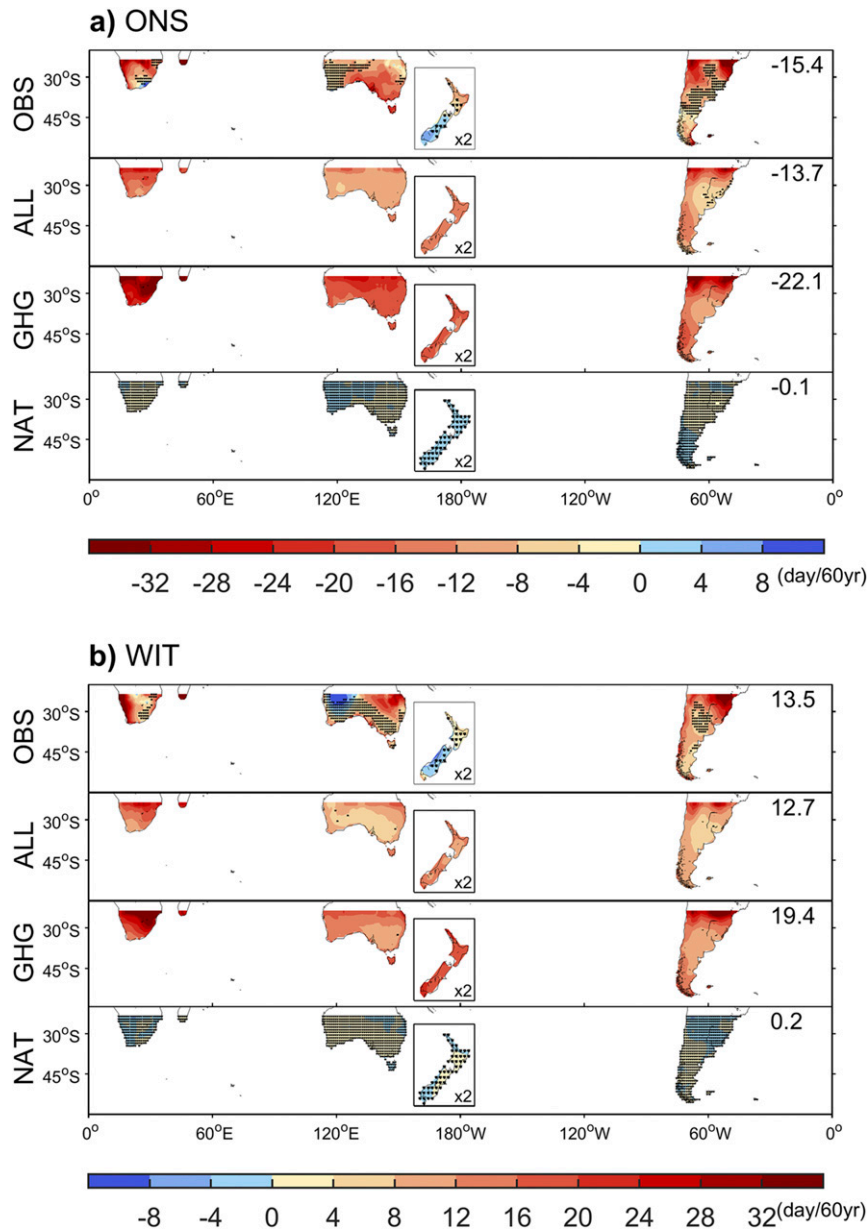 a) ONS
OBS
30°S
45°S
x2
-15.4
ALL
30°S
45°S
x2
-13.7
GHG
30°S
45°S
x2
-22.1
NAT
30°S
45°S
x2
-0.1
0° 60°E 120°E 180°W 120°W 60°W 0°
-32 -28 -24 -20 -16 -12 -8 -4 0 4 8 (day/60yr)
b) WIT
OBS
30°S
45°S
x2
13.5
ALL
30°S
45°S
x2
12.7
GHG
30°S
45°S
x2
19.4
NAT
30°S
45°S
x2
0.2
0° 60°E 120°E 180°W 120°W 60°W 0°
-8 -4 0 4 8 12 16 20 24 28 32 (day/60yr)